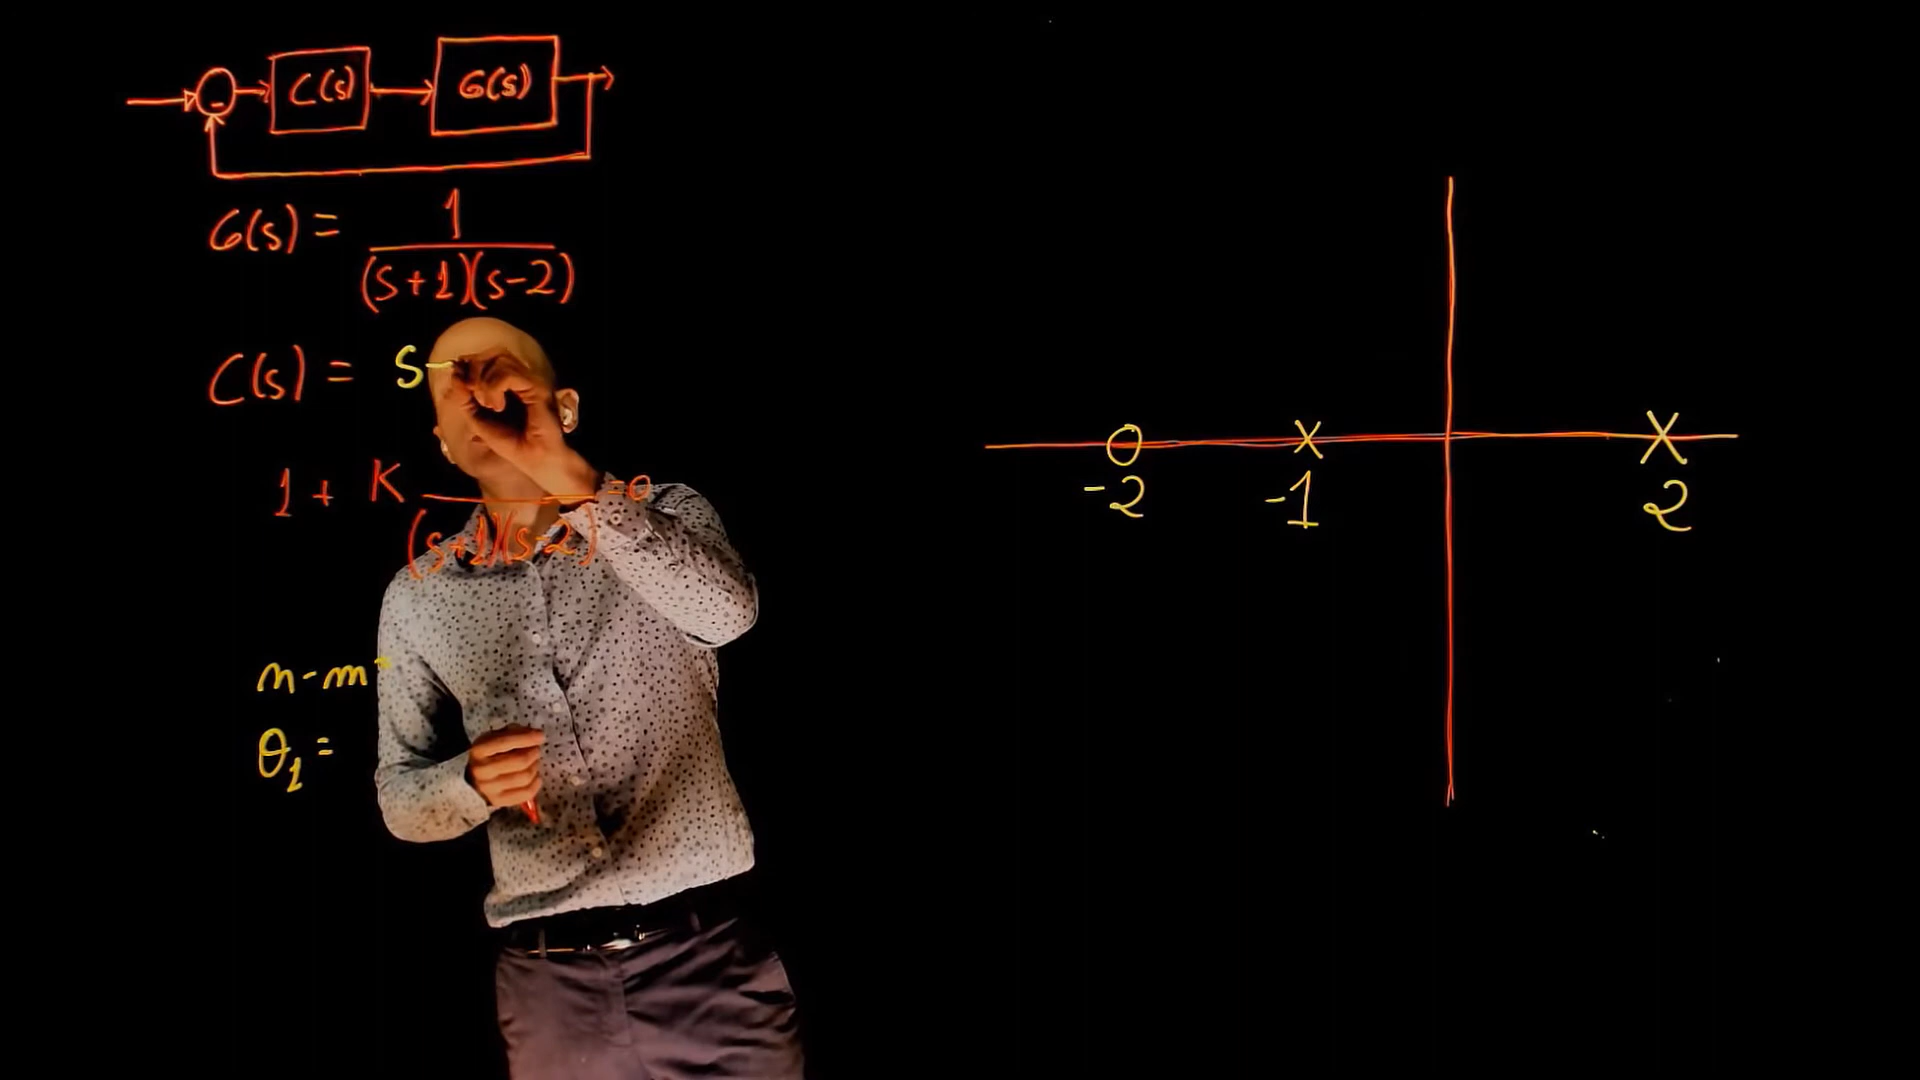 C(s) G(s)
G(s) = 1
(s+1)(s-2)
C(s) = s-
1 + K =0
(s+1)(s-2)
n-m
θ1 =
-2 -1 2